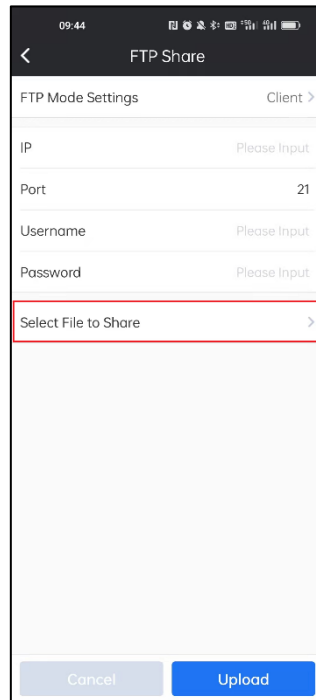 09:44
FTP Share
FTP Mode Settings Client
IP Please Input
Port 21
Username Please Input
Password Please Input
Select File to Share
Cancel Upload